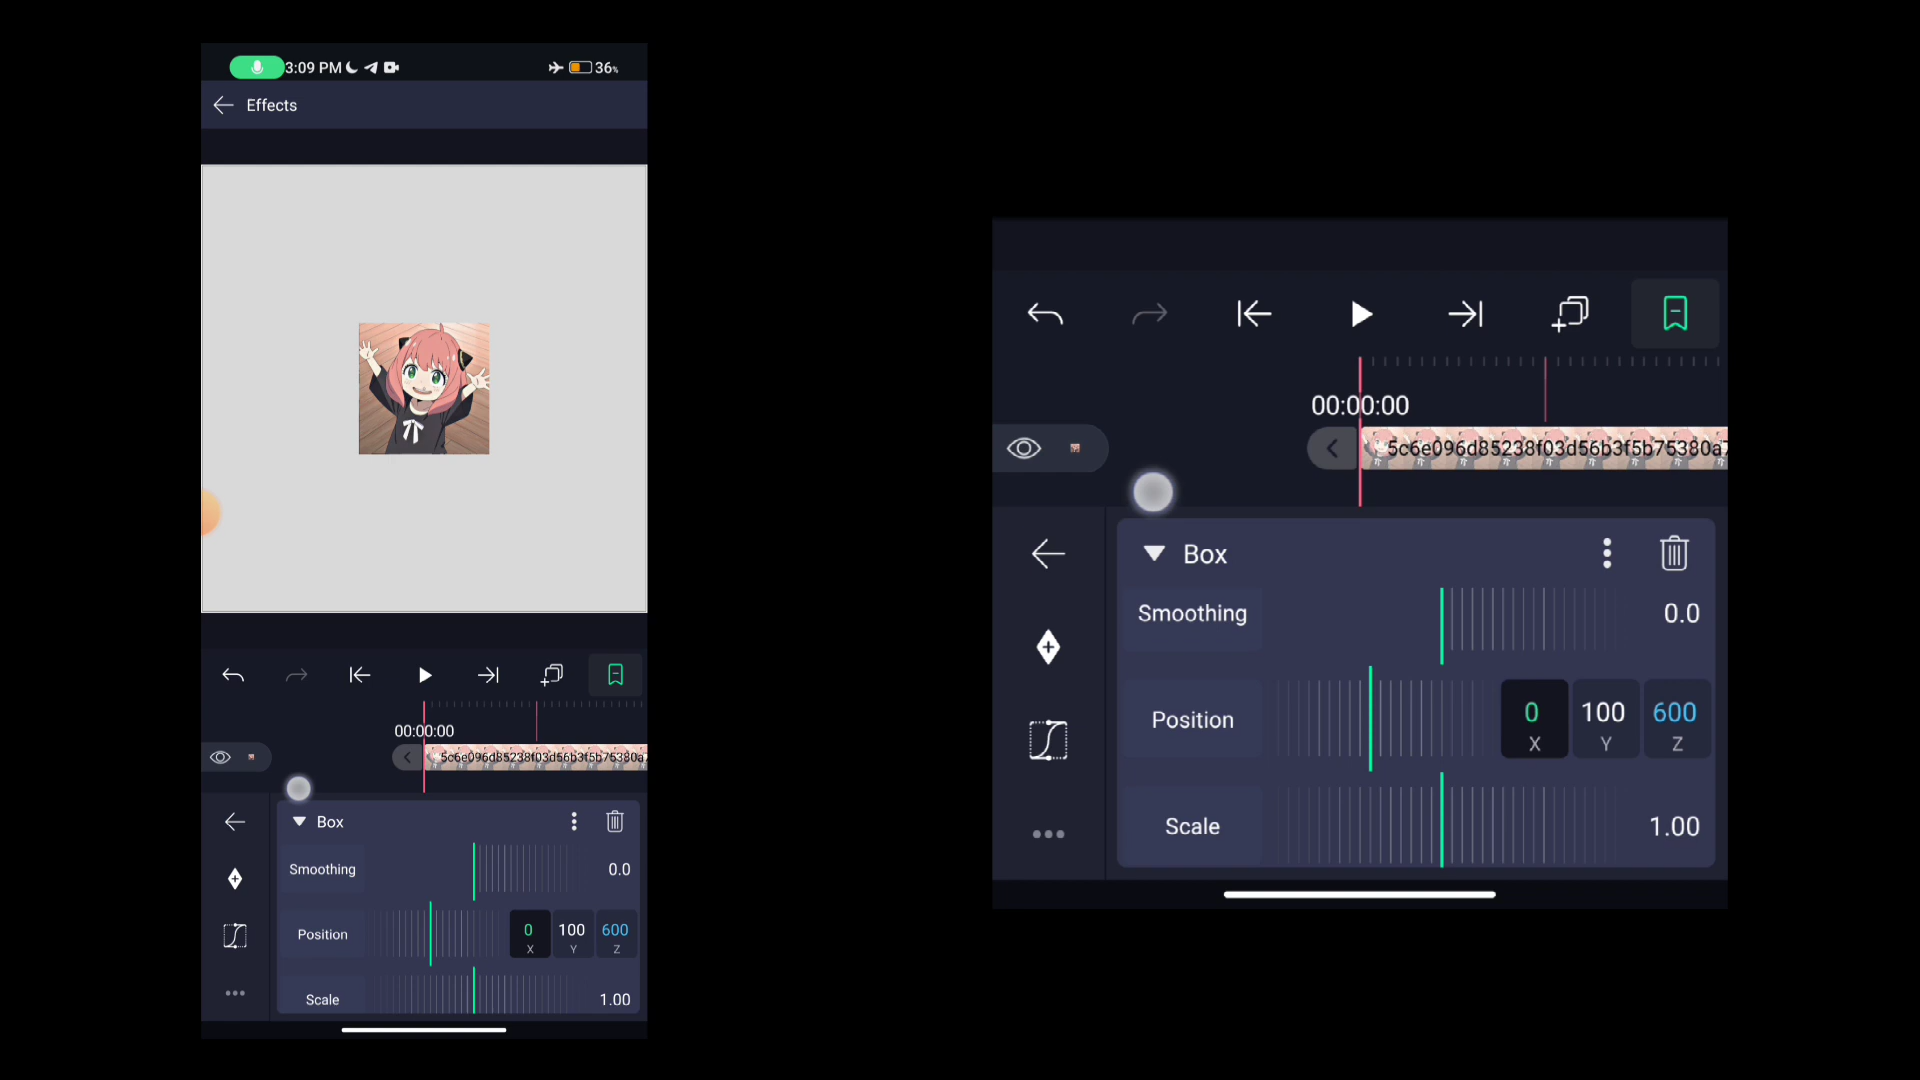 3:09 PM
36%
Effects
00:00:00
5c6e096d85238f03d56b3f5b75380a7
Box
Smoothing
0.0
Position
0
100
600
X
Y
Z
Scale
1.00
00:00:00
5c6e096d85238f03d56b3f5b75380a7
Box
Smoothing
0.0
Position
0
100
600
X
Y
Z
Scale
1.00